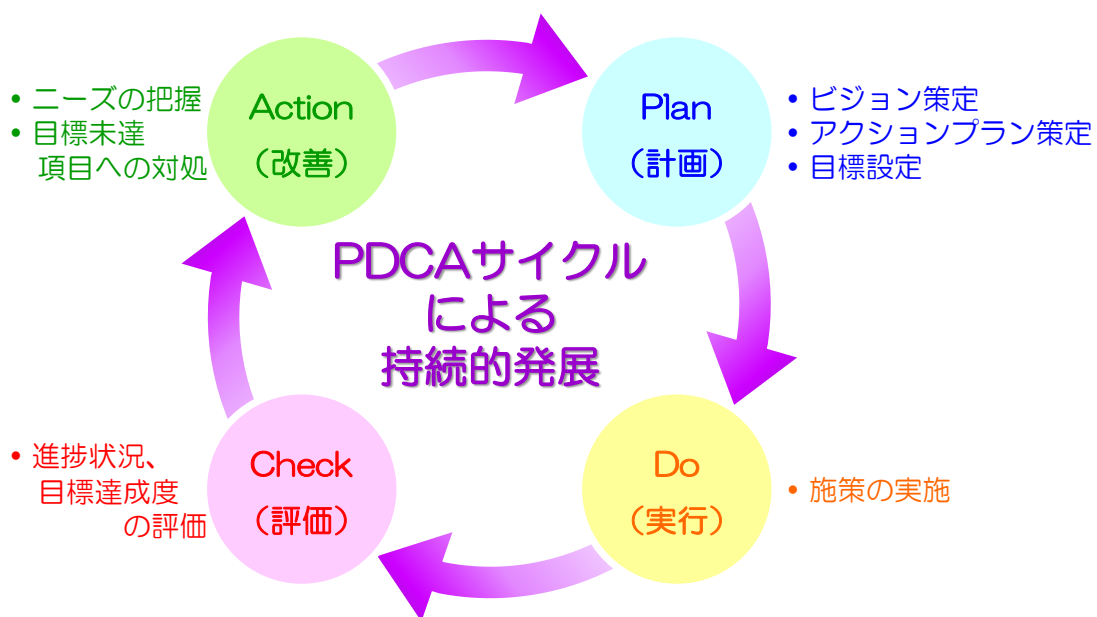 • ニーズの把握
• 目標未達
項目への対処
Action
（改善）
Plan
（計画）
• ビジョン策定
• アクションプラン策定
• 目標設定
PDCAサイクル
による
持続的発展
• 進捗状況、
目標達成度
の評価
Check
（評価）
Do
（実行）
• 施策の実施